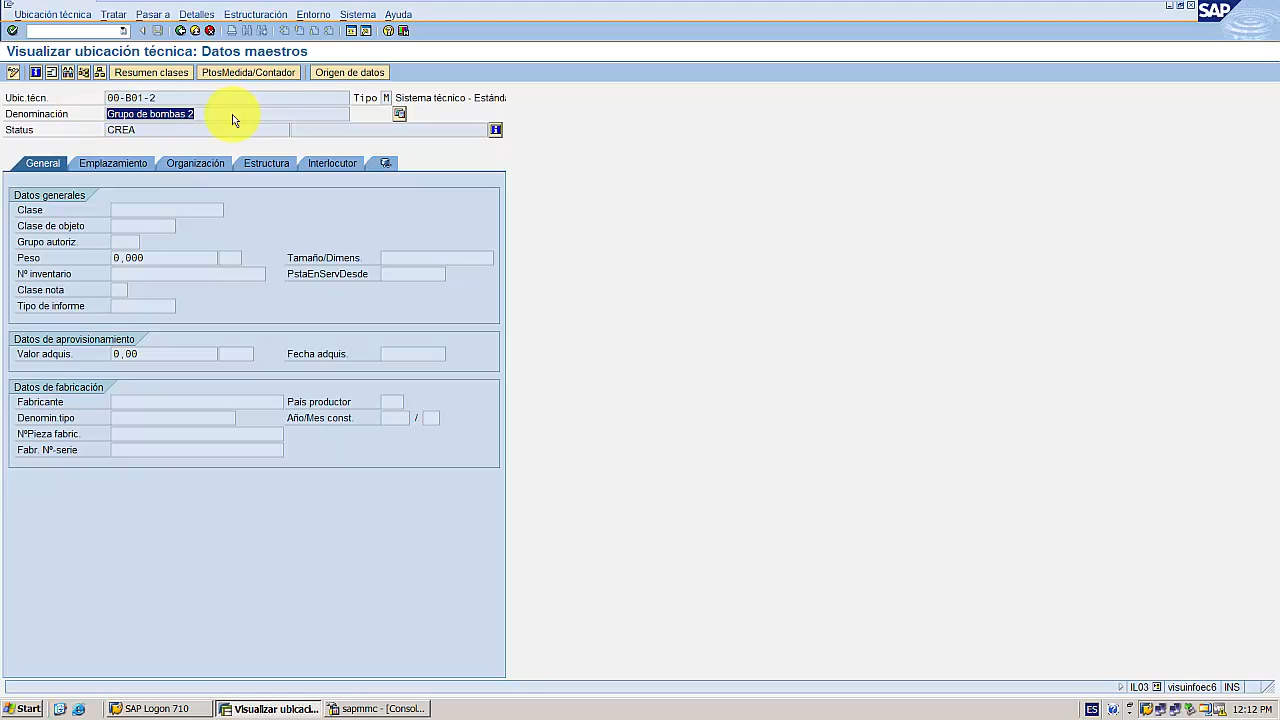 Ubicación técnica Tratar Pasar a Detalles Estructuración Entorno Sistema Ayuda
SAP
Visualizar ubicación técnica: Datos maestros
Resumen clases PtosMedida/Contador Origen de datos
Ubic.técn. 00-B01-2 Tipo M Sistema técnico - Estánda
Denominación Grupo de bombas 2
Status CREA
General Emplazamiento Organización Estructura Interlocutor
Datos generales
Clase
Clase de objeto
Grupo autoriz.
Peso 0,000 Tamaño/Dimens.
Nº inventario PstaEnServDesde
Clase nota
Tipo de informe
Datos de aprovisionamiento
Valor adquis. 0,00 Fecha adquis.
Datos de fabricación
Fabricante País productor
Denomin.tipo Año/Mes const. /
NºPieza fabric.
Fabr. Nº-serie
IL03 visuinfoec6 INS
Start SAP Logon 710 Visualizar ubicaci... sapmmc - [Consol... ES 12:12 PM